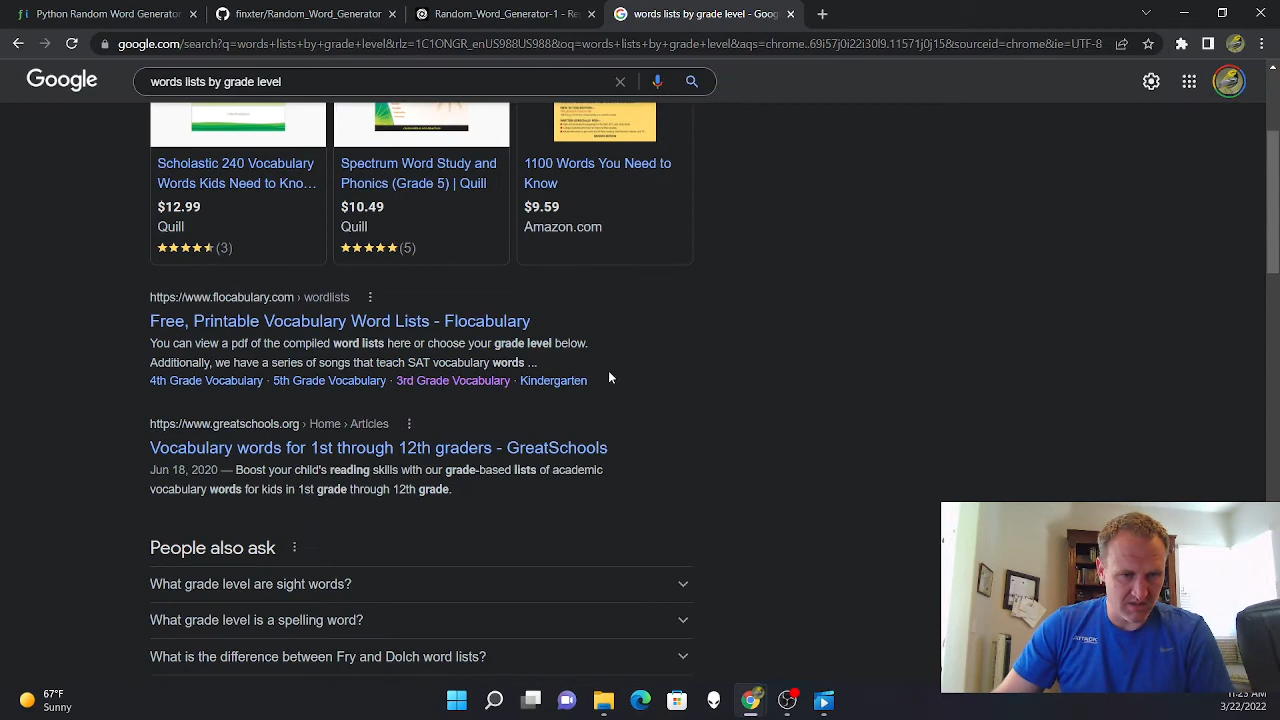 Python Random Word Generator
finxter/Random_Word_Generator
Random_Word_Generator-1 - Re
words lists by grade level - Goog
google.com/search?q=words+lists+by+grade+level&rlz=1C1ONGR_enUS988US988&oq=words+lists+by+grade+level&aqs=chrome..69i57j0i22i30l9.11571j0j15&sourceid=chrome&ie=UTF-8
Google
words lists by grade level
Scholastic 240 Vocabulary
Words Kids Need to Kno…
$12.99
Quill
(3)
Spectrum Word Study and
Phonics (Grade 5) | Quill
$10.49
Quill
(5)
1100 Words You Need to
Know
$9.59
Amazon.com
https://www.flocabulary.com › wordlists
Free, Printable Vocabulary Word Lists - Flocabulary
You can view a pdf of the compiled word lists here or choose your grade level below.
Additionally, we have a series of songs that teach SAT vocabulary words ...
4th Grade Vocabulary · 5th Grade Vocabulary · 3rd Grade Vocabulary · Kindergarten
https://www.greatschools.org › Home › Articles
Vocabulary words for 1st through 12th graders - GreatSchools
Jun 18, 2020 — Boost your child's reading skills with our grade-based lists of academic
vocabulary words for kids in 1st grade through 12th grade.
People also ask
What grade level are sight words?
What grade level is a spelling word?
What is the difference between Fry and Dolch word lists?
67°F
Sunny
11:25 AM
3/22/2022